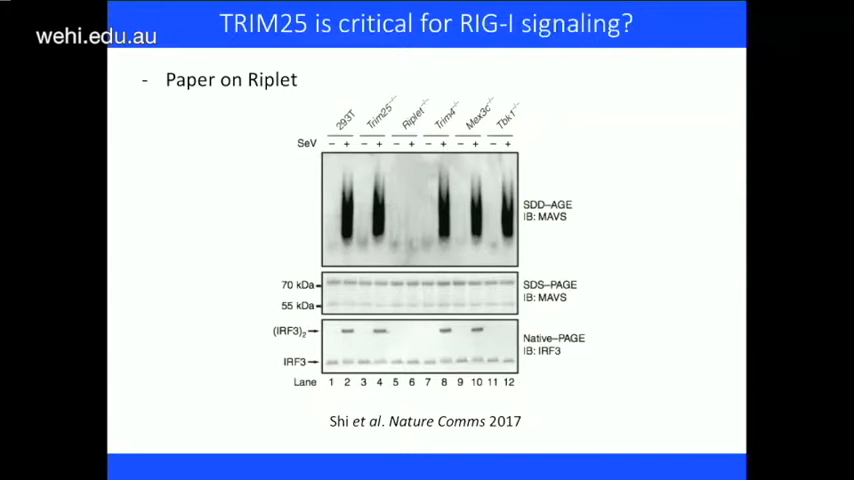 TRIM25 is critical for RIG-I signaling?
wehi.edu.au
- Paper on Riplet
293T Trim25-/- Riplet-/- Trim4-/- Mex3c-/- Tbk1-/-
SeV − + − + − + − + − + − +
SDD–AGE
IB: MAVS
70 kDa
55 kDa
SDS–PAGE
IB: MAVS
(IRF3)2
IRF3
Native–PAGE
IB: IRF3
Lane 1 2 3 4 5 6 7 8 9 10 11 12
Shi et al. Nature Comms 2017